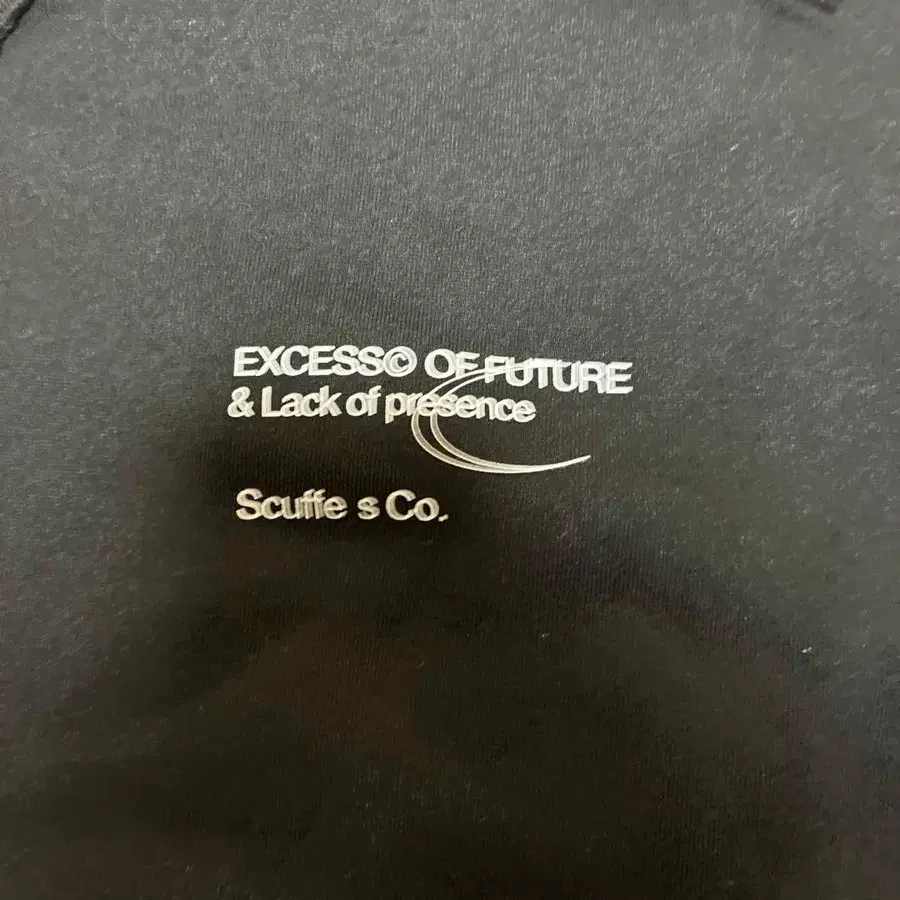 EXCESS© OF FUTURE
& Lack of presence
Scuffe s Co.